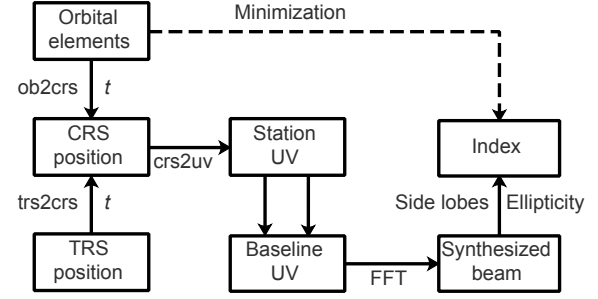 Orbital
elements
Minimization
ob2crs
t
CRS
position
crs2uv
Station
UV
Index
trs2crs
t
Side lobes
Ellipticity
TRS
position
Baseline
UV
FFT
Synthesized
beam